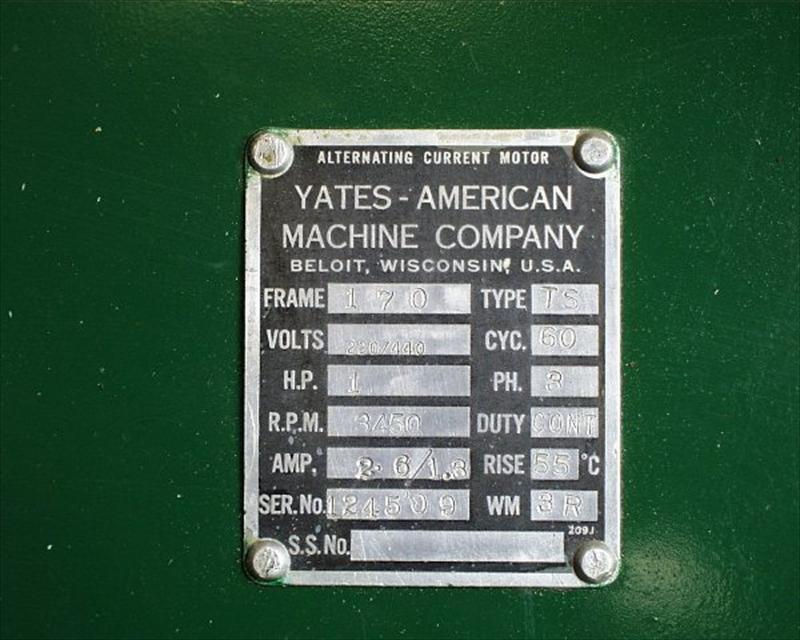 ALTERNATING CURRENT MOTOR
YATES - AMERICAN
MACHINE COMPANY
BELOIT, WISCONSIN, U.S.A.
FRAME 170 TYPE TS
VOLTS 220/440 CYC. 60
H.P. 1 PH. 3
R.P.M. 3450 DUTY CONT
AMP. 2.6/1.3 RISE 55 °C
SER. No. 124509 WM 3R
209J
S.S. No.